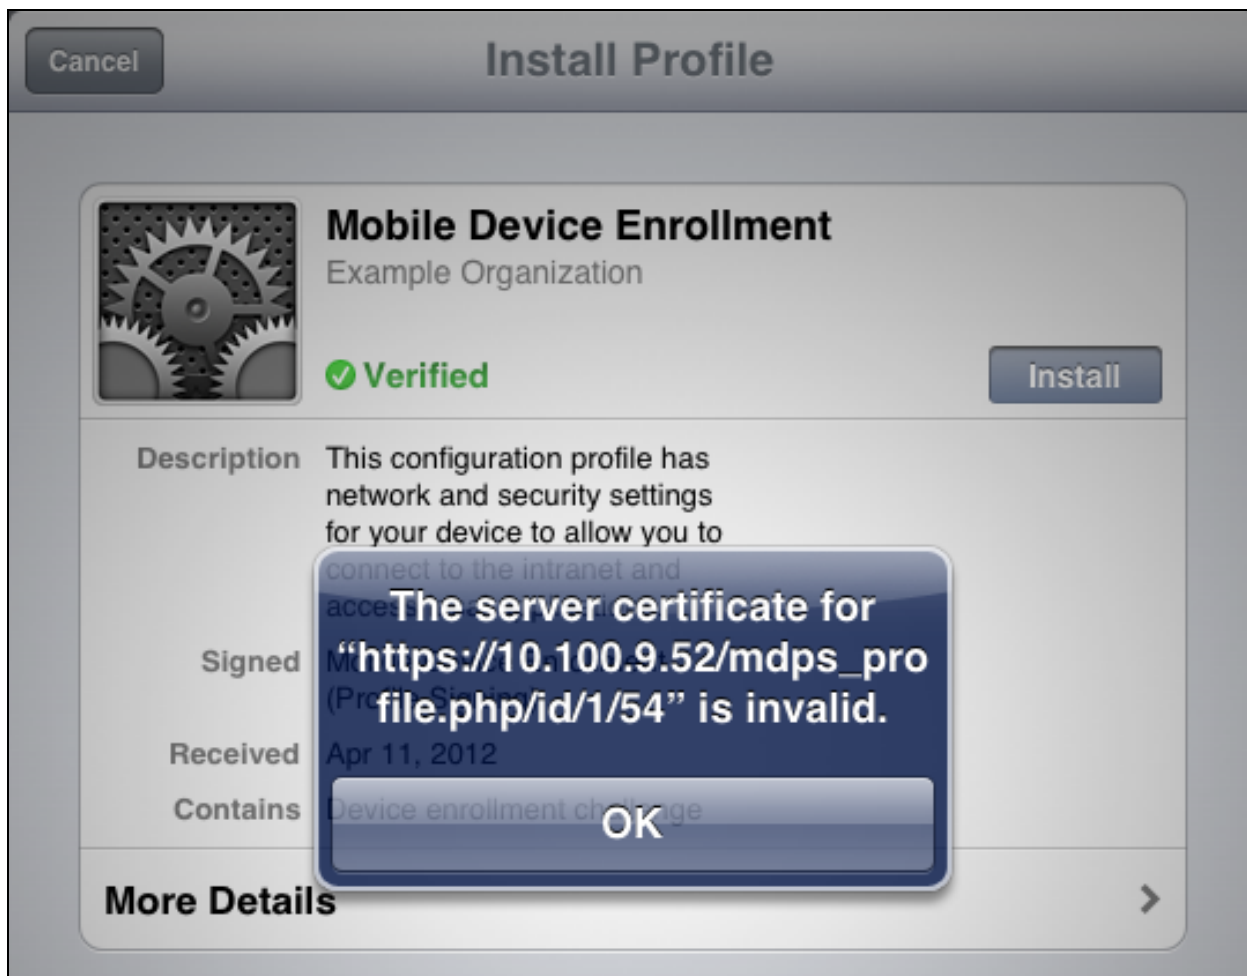 Cancel
Install Profile
Mobile Device Enrollment
Example Organization
Verified
Install
Description
This configuration profile has
network and security settings
for your device to allow you to
connect to the intranet and
The server certificate for
“https://10.100.9.52/mdps_pro
file.php/id/1/54” is invalid.
Signed
Received
Apr 11, 2012
Contains
Device enrollment challenge
OK
More Details